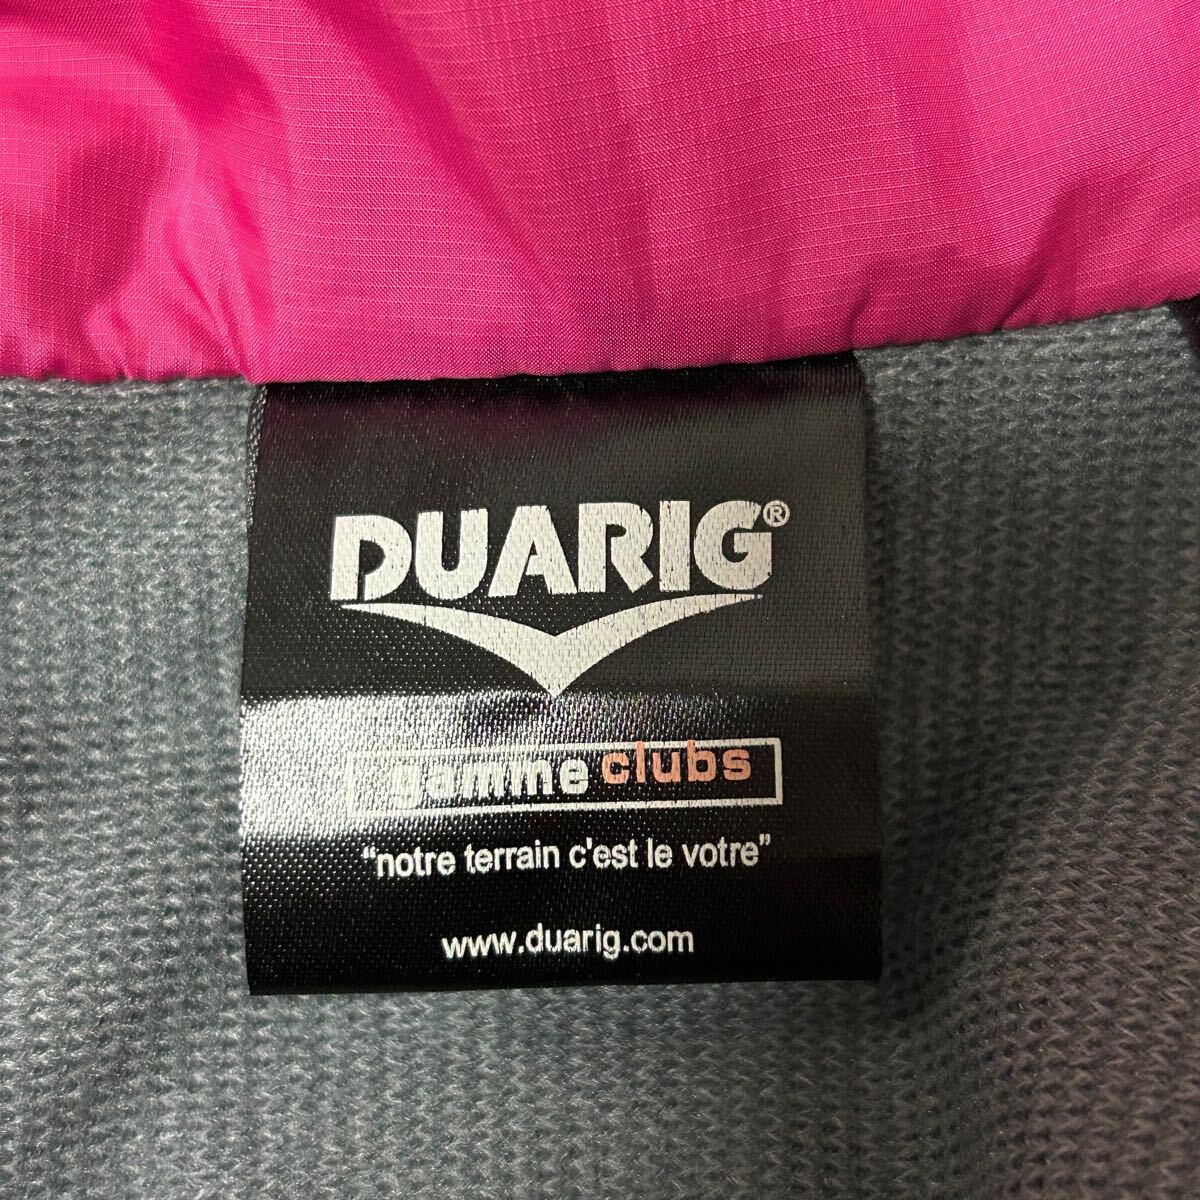 DUARIG®
gamme clubs
“notre terrain c'est le votre”
www.duarig.com